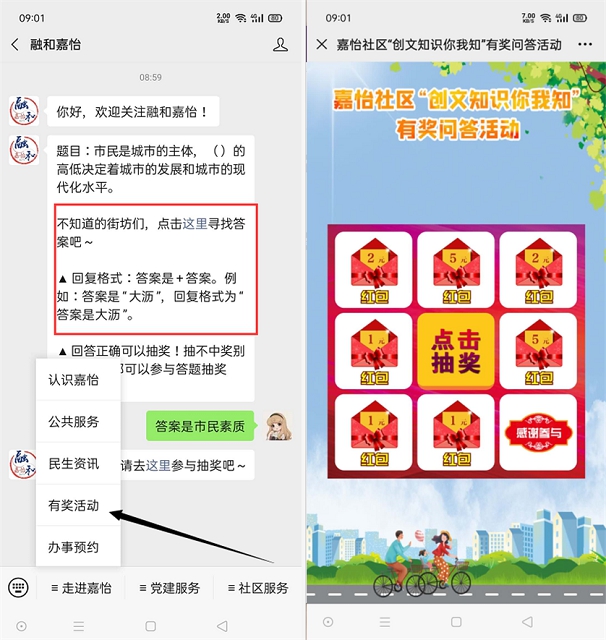 09:01
2.00 KB/S
4G
80
融和嘉怡
08:59
你好，欢迎关注融和嘉怡！
题目：市民是城市的主体，（ ）的
高低决定着城市的发展和城市的现
代化水平。
不知道的街坊们，点击这里寻找答
案吧～
▲ 回复格式：答案是+答案。例
如：答案是“大沥”，回复格式为“
答案是大沥”。
▲ 回答正确可以抽奖！抽不中奖别
都可以参与答题抽奖
答案是市民素质
请去这里参与抽奖吧～
认识嘉怡
公共服务
民生资讯
有奖活动
办事预约
≡ 走进嘉怡
≡ 党建服务
≡ 社区服务
09:01
7.00 KB/S
4G
80
嘉怡社区“创文知识你我知”有奖问答活动
嘉怡社区“创文知识你我知”
有奖问答活动
2元
红包
5元
红包
2元
红包
1元
红包
点击
抽奖
5元
红包
1元
红包
1元
红包
感谢参与